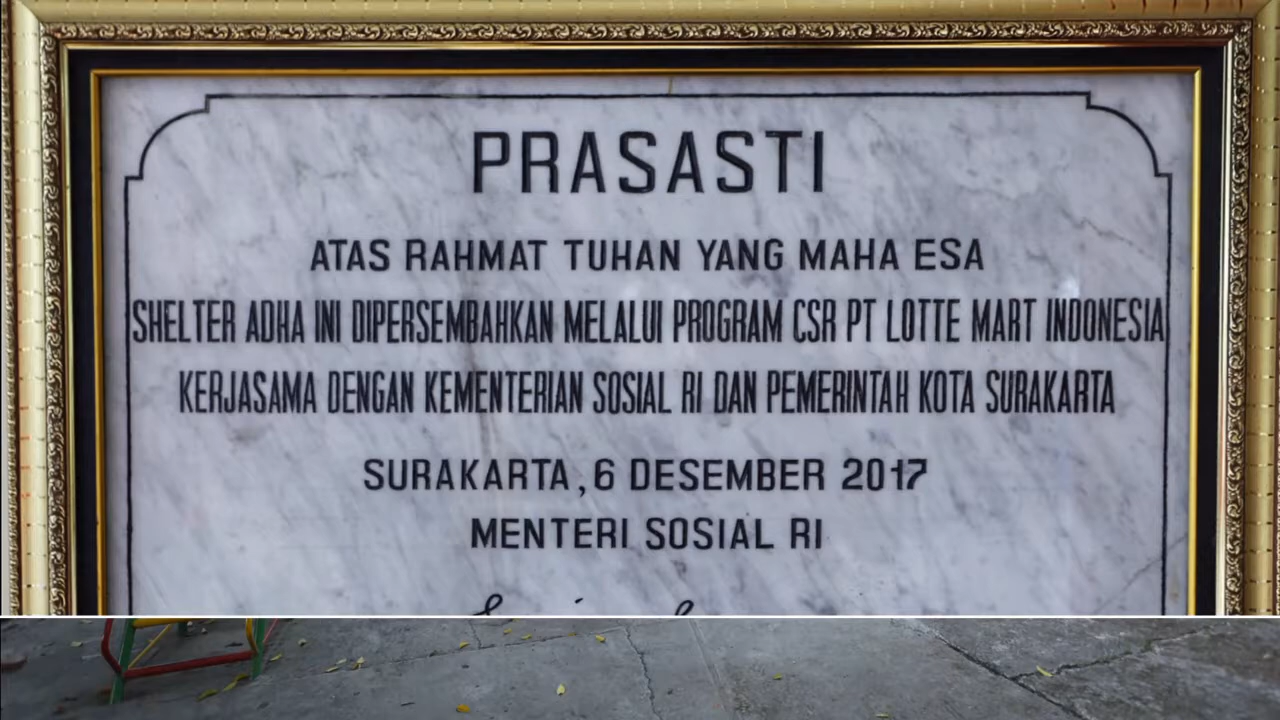 PRASASTI
ATAS RAHMAT TUHAN YANG MAHA ESA
SHELTER ADHA INI DIPERSEMBAHKAN MELALUI PROGRAM CSR PT LOTTE MART INDONESIA
KERJASAMA DENGAN KEMENTERIAN SOSIAL RI DAN PEMERINTAH KOTA SURAKARTA
SURAKARTA, 6 DESEMBER 2017
MENTERI SOSIAL RI